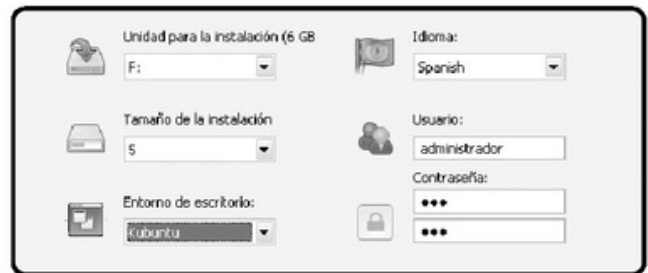 Unidad para la instalación (6 GB
F:
Tamaño de la instalación
5
Entorno de escritorio:
Kubuntu
Idioma:
Spanish
Usuario:
administrador
Contraseña:
●●●
●●●